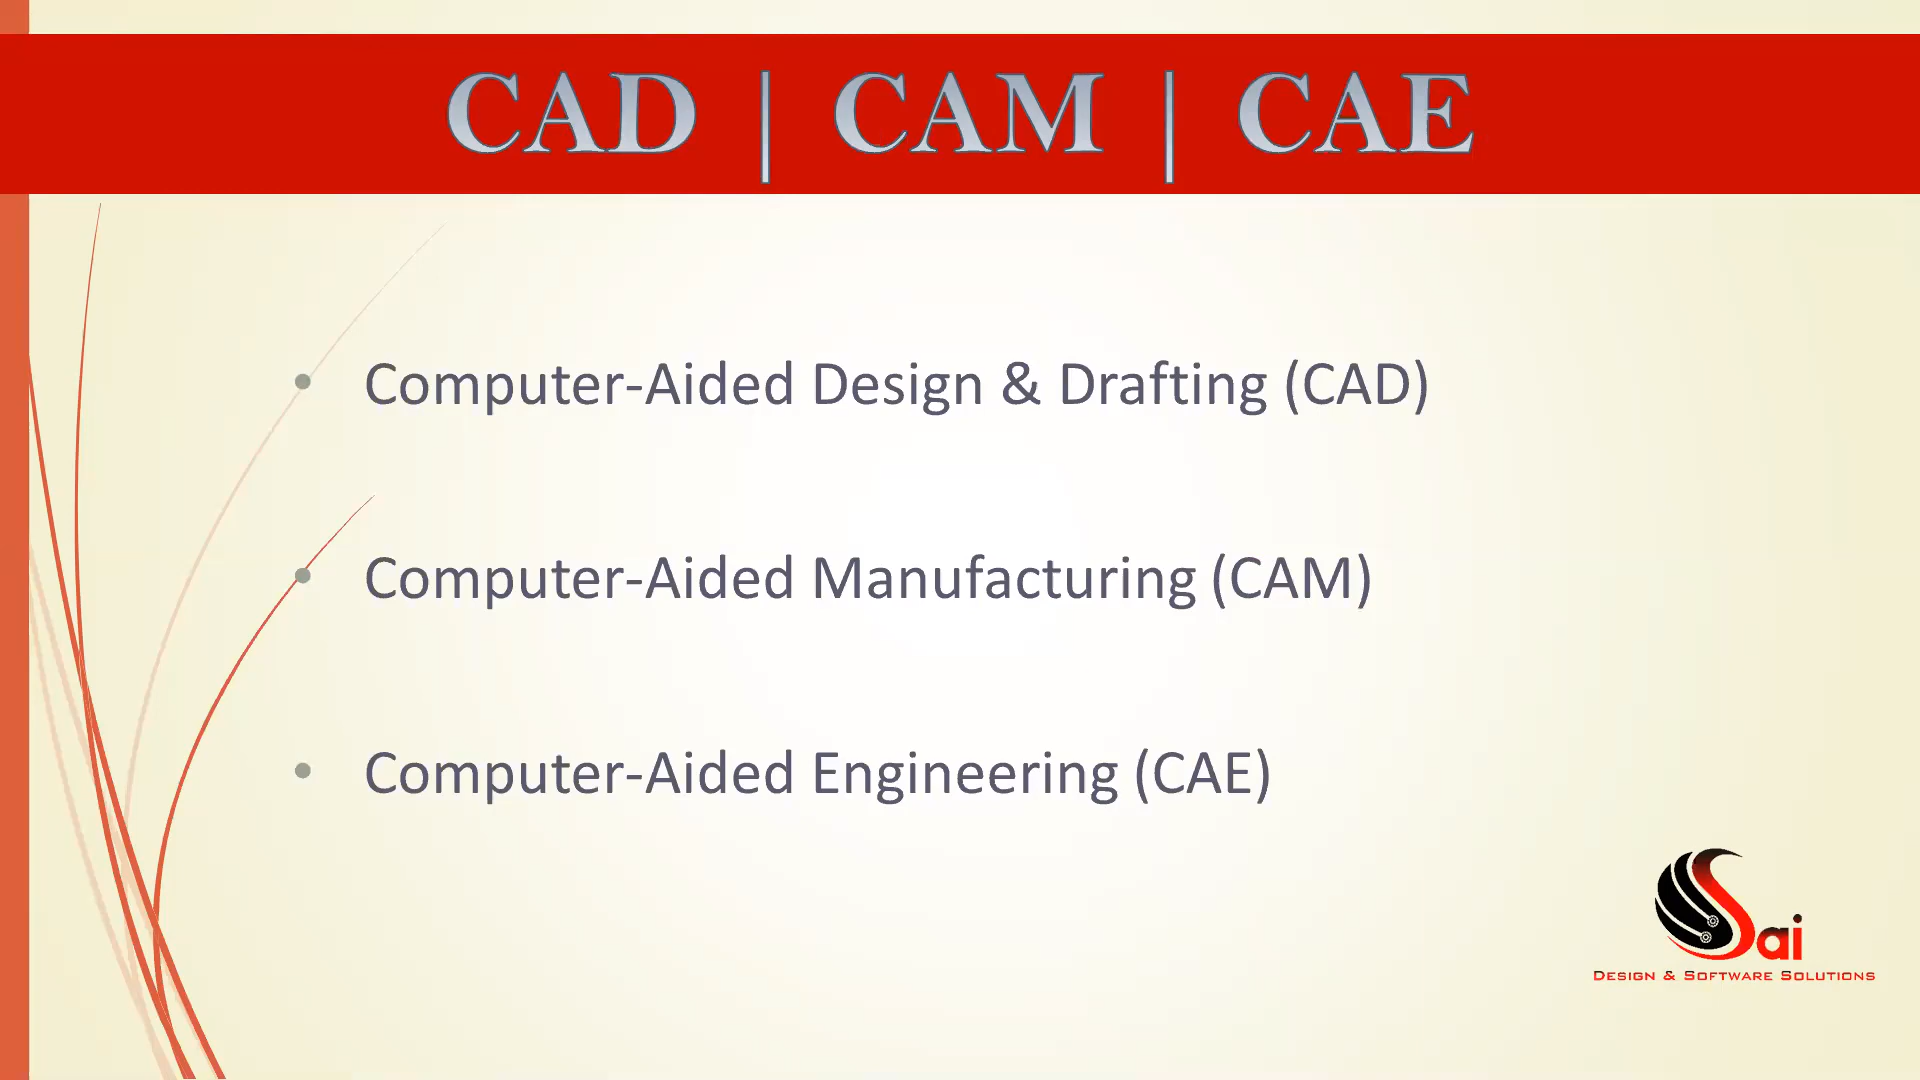 CAD | CAM | CAE
• Computer-Aided Design & Drafting (CAD)
• Computer-Aided Manufacturing (CAM)
• Computer-Aided Engineering (CAE)
Sai
Design & Software Solutions